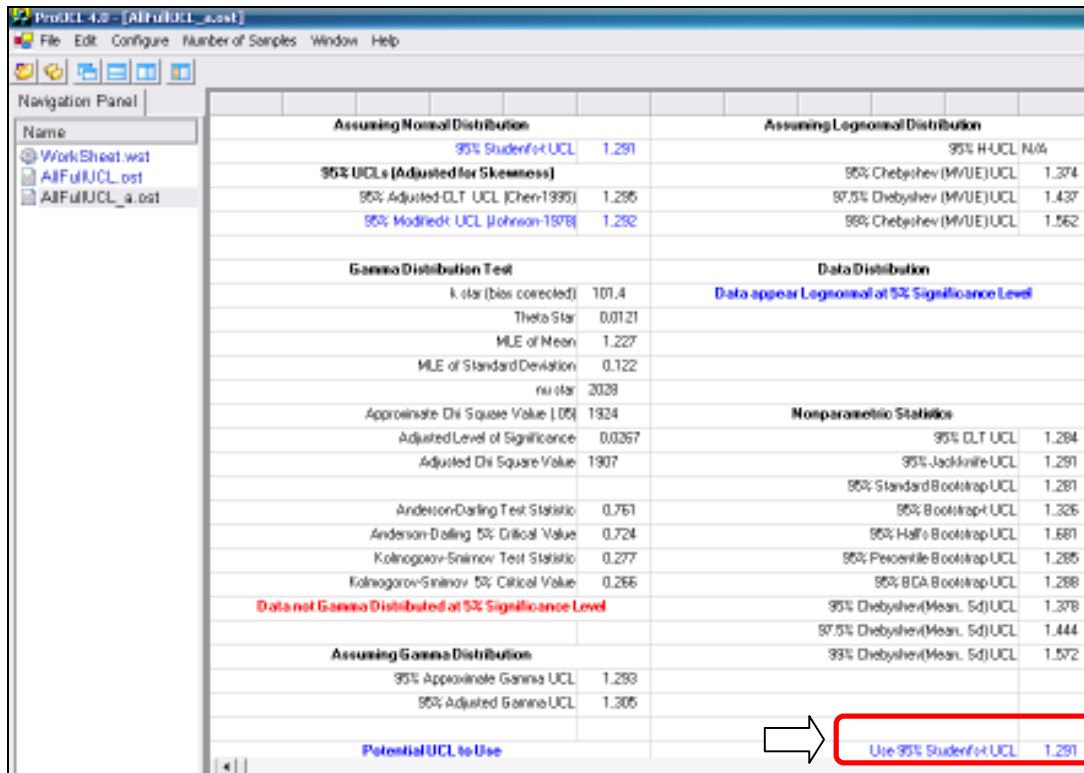 ProUCL 4.0 - [AllFullUCL_a.ost]
File Edit Configure Number of Samples Window Help
Navigation Panel
Name
WorkSheet.wst
AllFullUCL.ost
AllFullUCL_a.ost
Assuming Normal Distribution
95% Student's-t UCL 1.291
95% UCLs (Adjusted for Skewness)
95% Adjusted-CLT UCL (Chen-1995) 1.295
95% Modified-t UCL (Johnson-1978) 1.292
Gamma Distribution Test
k star (bias corrected) 101.4
Theta Star 0.0121
MLE of Mean 1.227
MLE of Standard Deviation 0.122
nu star 2028
Approximate Chi Square Value (.05) 1924
Adjusted Level of Significance 0.0267
Adjusted Chi Square Value 1907
Anderson-Darling Test Statistic 0.761
Anderson-Darling 5% Critical Value 0.724
Kolmogorov-Smirnov Test Statistic 0.277
Kolmogorov-Smirnov 5% Critical Value 0.266
Data not Gamma Distributed at 5% Significance Level
Assuming Gamma Distribution
95% Approximate Gamma UCL 1.293
95% Adjusted Gamma UCL 1.305
Potential UCL to Use
Assuming Lognormal Distribution
95% H-UCL N/A
95% Chebyshev (MVUE) UCL 1.374
97.5% Chebyshev (MVUE) UCL 1.437
99% Chebyshev (MVUE) UCL 1.562
Data Distribution
Data appear Lognormal at 5% Significance Level
Nonparametric Statistics
95% CLT UCL 1.284
95% Jackknife UCL 1.291
95% Standard Bootstrap UCL 1.281
95% Bootstrap-t UCL 1.326
95% Hall's Bootstrap UCL 1.681
95% Percentile Bootstrap UCL 1.285
95% BCA Bootstrap UCL 1.288
95% Chebyshev(Mean, Sd) UCL 1.378
97.5% Chebyshev(Mean, Sd) UCL 1.444
99% Chebyshev(Mean, Sd) UCL 1.572
Use 95% Student's-t UCL 1.291